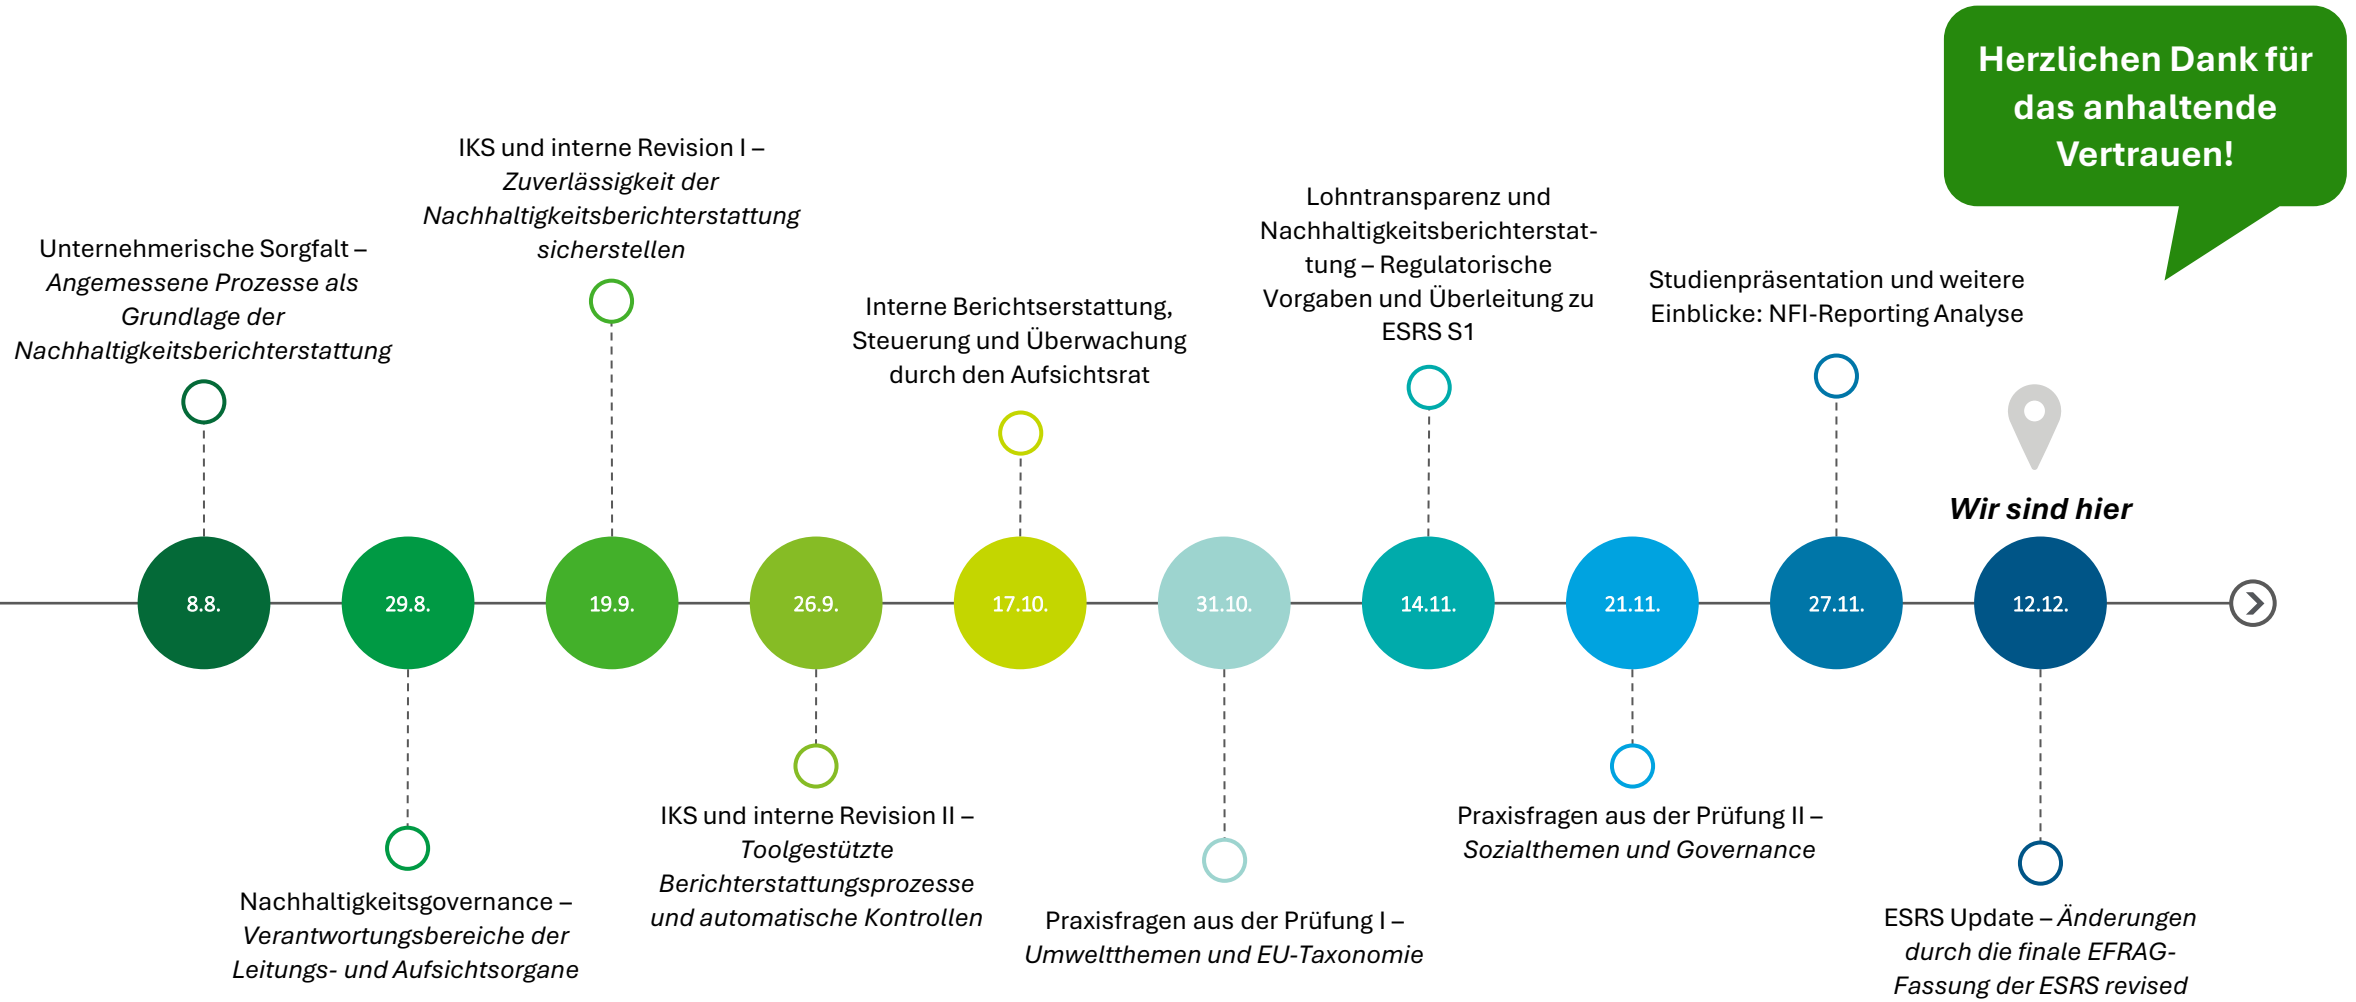 Herzlichen Dank für
das anhaltende
Vertrauen!
Unternehmerische Sorgfalt –
Angemessene Prozesse als
Grundlage der
Nachhaltigkeitsberichterstattung
IKS und interne Revision I –
Zuverlässigkeit der
Nachhaltigkeitsberichterstattung
sicherstellen
Interne Berichtserstattung,
Steuerung und Überwachung
durch den Aufsichtsrat
Lohntransparenz und
Nachhaltigkeitsberichterstat-
tung – Regulatorische
Vorgaben und Überleitung zu
ESRS S1
Studienpräsentation und weitere
Einblicke: NFI-Reporting Analyse
Wir sind hier
8.8.
29.8.
19.9.
26.9.
17.10.
31.10.
14.11.
21.11.
27.11.
12.12.
Nachhaltigkeitsgovernance –
Verantwortungsbereiche der
Leitungs- und Aufsichtsorgane
IKS und interne Revision II –
Toolgestützte
Berichterstattungsprozesse
und automatische Kontrollen
Praxisfragen aus der Prüfung I –
Umweltthemen und EU-Taxonomie
Praxisfragen aus der Prüfung II –
Sozialthemen und Governance
ESRS Update – Änderungen
durch die finale EFRAG-
Fassung der ESRS revised